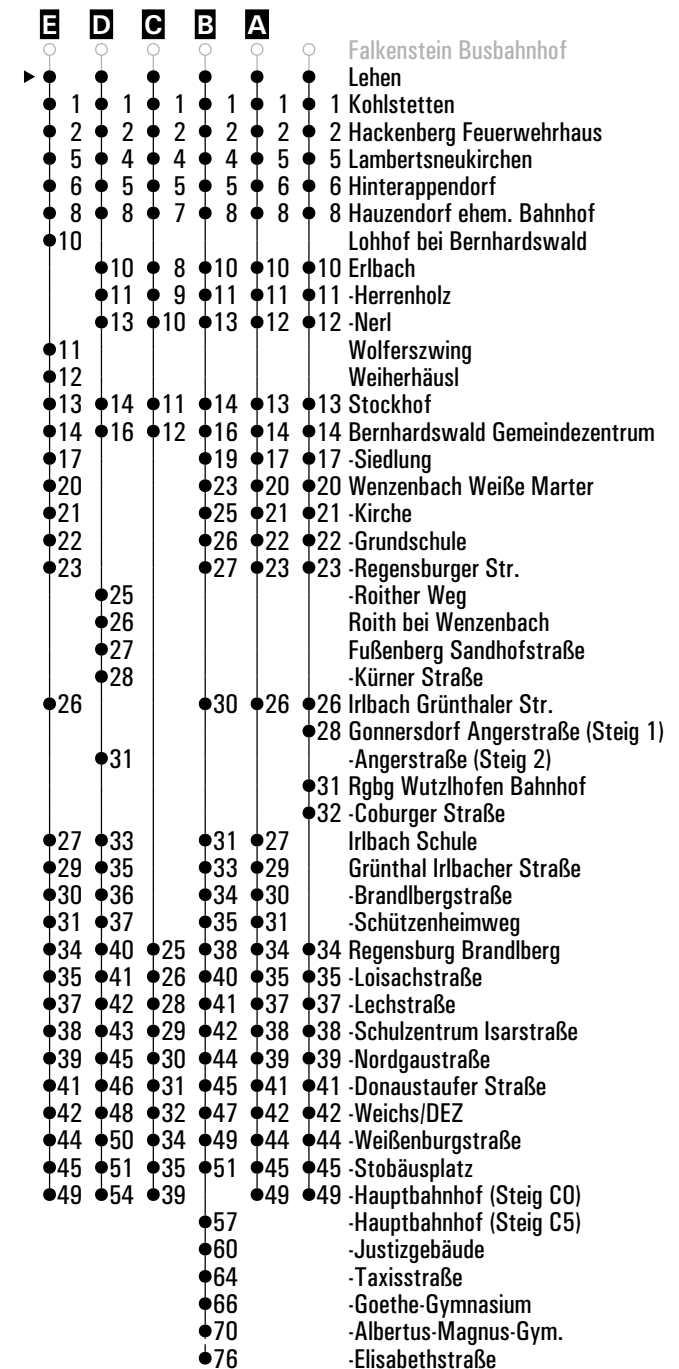 E D C B A
Falkenstein Busbahnhof
Lehen
1 1 1 1 1 1 Kohlstetten
2 2 2 2 2 2 Hackenberg Feuerwehrhaus
5 4 4 4 5 5 Lambertsneukirchen
6 5 5 5 6 6 Hinterappendorf
8 8 7 8 8 8 Hauzendorf ehem. Bahnhof
10 Lohhof bei Bernhardswald
10 8 10 10 10 Erlbach
11 9 11 11 11 -Herrenholz
13 10 13 12 12 -Nerl
11 Wolferszwing
12 Weiherhäusl
13 14 11 14 13 13 Stockhof
14 16 12 16 14 14 Bernhardswald Gemeindezentrum
17 19 17 17 -Siedlung
20 23 20 20 Wenzenbach Weiße Marter
21 25 21 21 -Kirche
22 26 22 22 -Grundschule
23 27 23 23 -Regensburger Str.
25 -Roither Weg
26 Roith bei Wenzenbach
27 Fußenberg Sandhofstraße
28 -Kürner Straße
26 30 26 26 Irlbach Grünthaler Str.
28 Gonnersdorf Angerstraße (Steig 1)
31 -Angerstraße (Steig 2)
31 Rgbg Wutzlhofen Bahnhof
32 -Coburger Straße
27 33 31 27 Irlbach Schule
29 35 33 29 Grünthal Irlbacher Straße
30 36 34 30 -Brandlbergstraße
31 37 35 31 -Schützenheimweg
34 40 25 38 34 34 Regensburg Brandlberg
35 41 26 40 35 35 -Loisachstraße
37 42 28 41 37 37 -Lechstraße
38 43 29 42 38 38 -Schulzentrum Isarstraße
39 45 30 44 39 39 -Nordgaustraße
41 46 31 45 41 41 -Donaustaufer Straße
42 48 32 47 42 42 -Weichs/DEZ
44 50 34 49 44 44 -Weißenburgstraße
45 51 35 51 45 45 -Stobäusplatz
49 54 39 49 49 -Hauptbahnhof (Steig C0)
57 -Hauptbahnhof (Steig C5)
60 -Justizgebäude
64 -Taxisstraße
66 -Goethe-Gymnasium
70 -Albertus-Magnus-Gym.
76 -Elisabethstraße